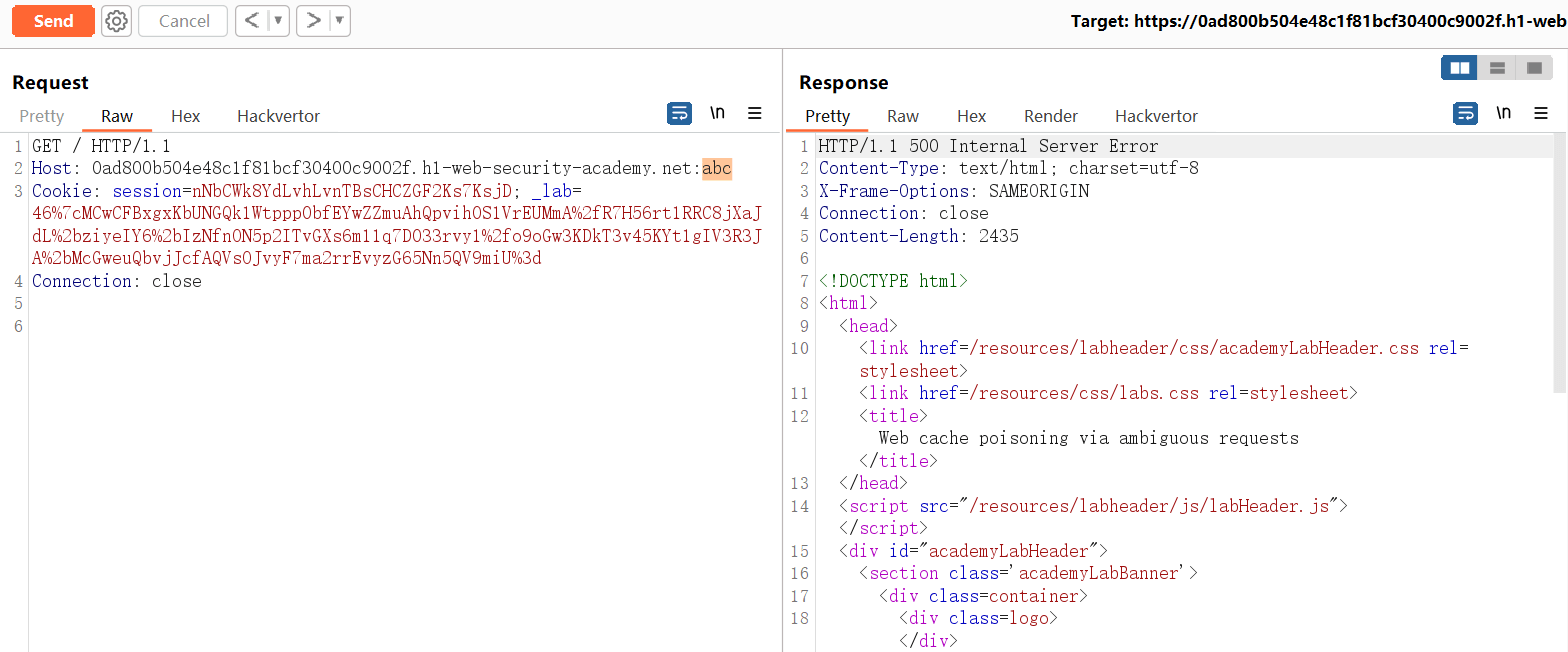 Send
Cancel
Target: https://0ad800b504e48c1f81bcf30400c9002f.h1-web
Request
Pretty Raw Hex Hackvertor
\n
1 GET / HTTP/1.1
2 Host: 0ad800b504e48c1f81bcf30400c9002f.h1-web-security-academy.net:abc
3 Cookie: session=nNbCWk8YdLvhLvnTBsCHCZGF2Ks7KsjD; _lab=
46%7cMCwCFBxgxKbUNGQk1WtpppObfEYwZZmuAhQpvihOS1VrEUMmA%2fR7H56rt1RRC8jXaJ
dL%2bziyeIY6%2bIzNfnON5p2ITvGXs6m11q7DO33rvy1%2fo9oGw3KDkT3v45KYt1gIV3R3J
A%2bMcGweuQbvjJcfAQVsOJvyF7ma2rrEvyzG65Nn5QV9miU%3d
4 Connection: close
5
6
Response
Pretty Raw Hex Render Hackvertor
\n
1 HTTP/1.1 500 Internal Server Error
2 Content-Type: text/html; charset=utf-8
3 X-Frame-Options: SAMEORIGIN
4 Connection: close
5 Content-Length: 2435
6
7 <!DOCTYPE html>
8 <html>
9 <head>
10 <link href=/resources/labheader/css/academyLabHeader.css rel=
stylesheet>
11 <link href=/resources/css/labs.css rel=stylesheet>
12 <title>
Web cache poisoning via ambiguous requests
</title>
13 </head>
14 <script src="/resources/labheader/js/labHeader.js">
</script>
15 <div id="academyLabHeader">
16 <section class='academyLabBanner'>
17 <div class=container>
18 <div class=logo>
</div>